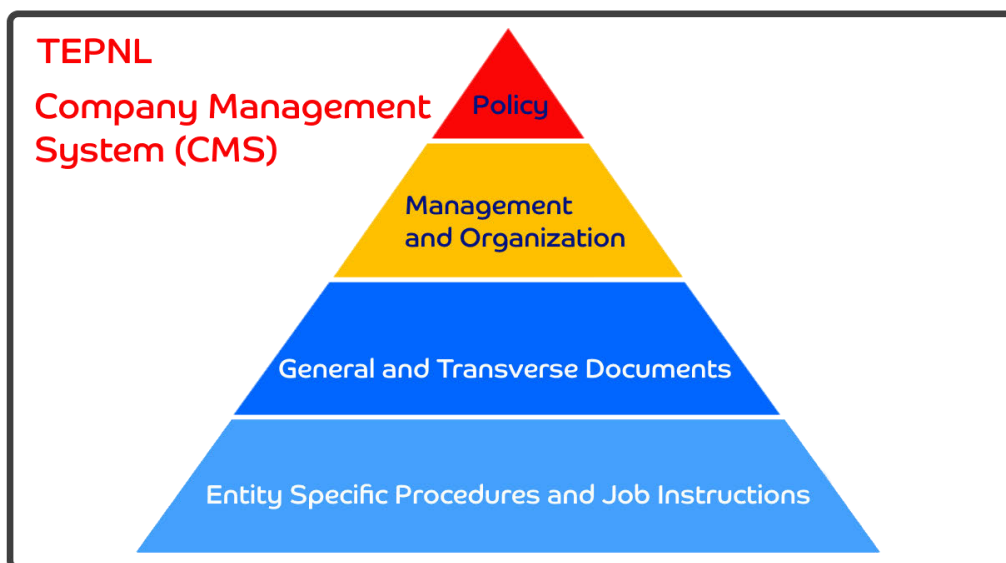 TEPNL
Company Management
System (CMS)
Policy
Management
and Organization
General and Transverse Documents
Entity Specific Procedures and Job Instructions